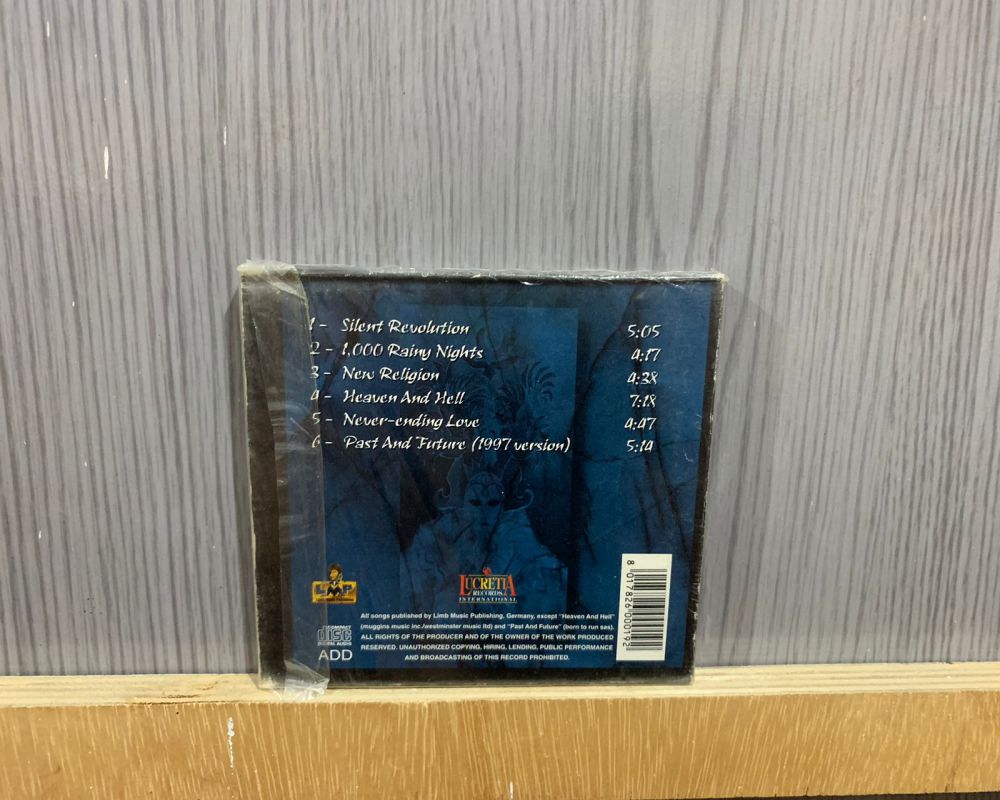 1 - Silent Revolution 5:05
2 - 1,000 Rainy Nights 4:17
3 - New Religion 4:38
4 - Heaven And Hell 7:18
5 - Never-ending Love 4:47
6 - Past And Future (1997 version) 5:14
LMP
LUCRETIA
RECORDS
INTERNATIONAL
All songs published by Limb Music Publishing, Germany, except "Heaven And Hell"
(muggins music inc./westminster music ltd) and "Past And Future" (born to run sas).
ALL RIGHTS OF THE PRODUCER AND OF THE OWNER OF THE WORK PRODUCED
RESERVED. UNAUTHORIZED COPYING, HIRING, LENDING, PUBLIC PERFORMANCE
AND BROADCASTING OF THIS RECORD PROHIBITED.
COMPACT
disc
DIGITAL AUDIO
ADD
8 017826 000192